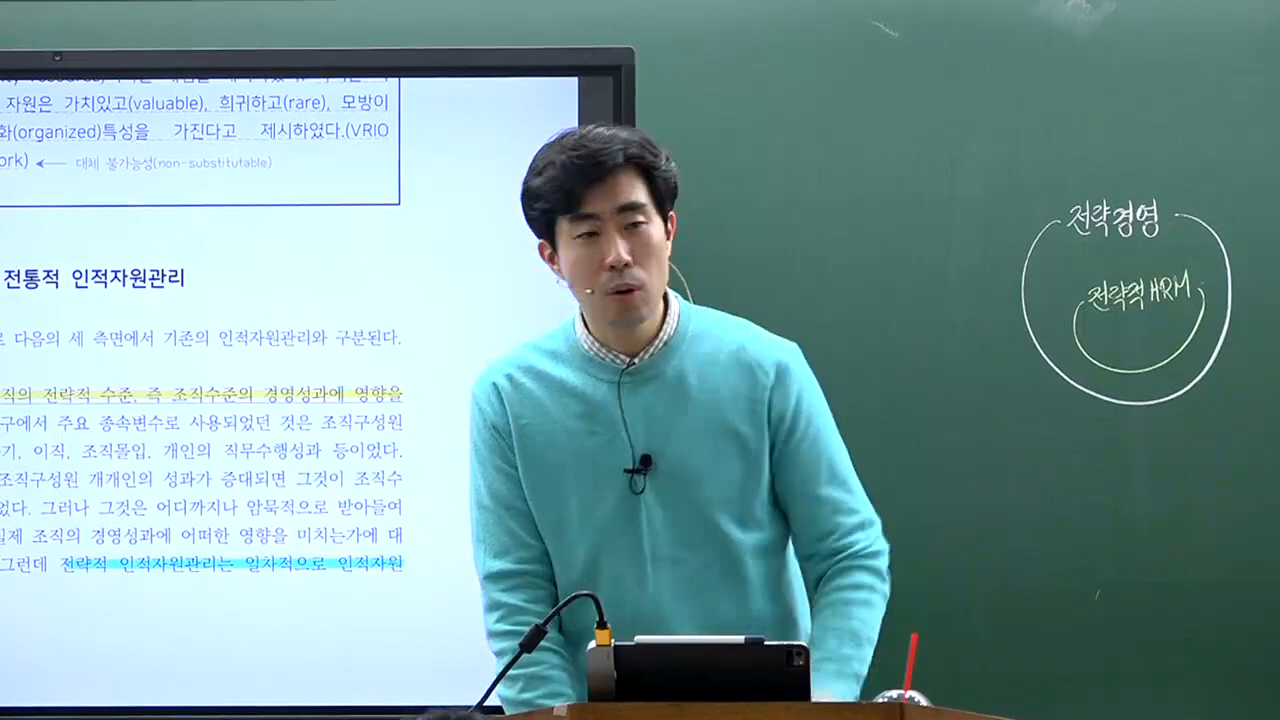 자원은 가치있고(valuable), 희귀하고(rare), 모방이
화(organized)특성을 가진다고 제시하였다.(VRIO
ork) ← 대체 불가능성(non-substitutable)
전통적 인적자원관리
로 다음의 세 측면에서 기존의 인적자원관리와 구분된다.
직의 전략적 수준, 즉 조직수준의 경영성과에 영향을
구에서 주요 종속변수로 사용되었던 것은 조직구성원
기, 이직, 조직몰입, 개인의 직무수행성과 등이었다.
조직구성원 개개인의 성과가 증대되면 그것이 조직수
었다. 그러나 그것은 어디까지나 암묵적으로 받아들여
실제 조직의 경영성과에 어떠한 영향을 미치는가에 대
그런데 전략적 인적자원관리는 일차적으로 인적자원
전략경영
전략적 HRM